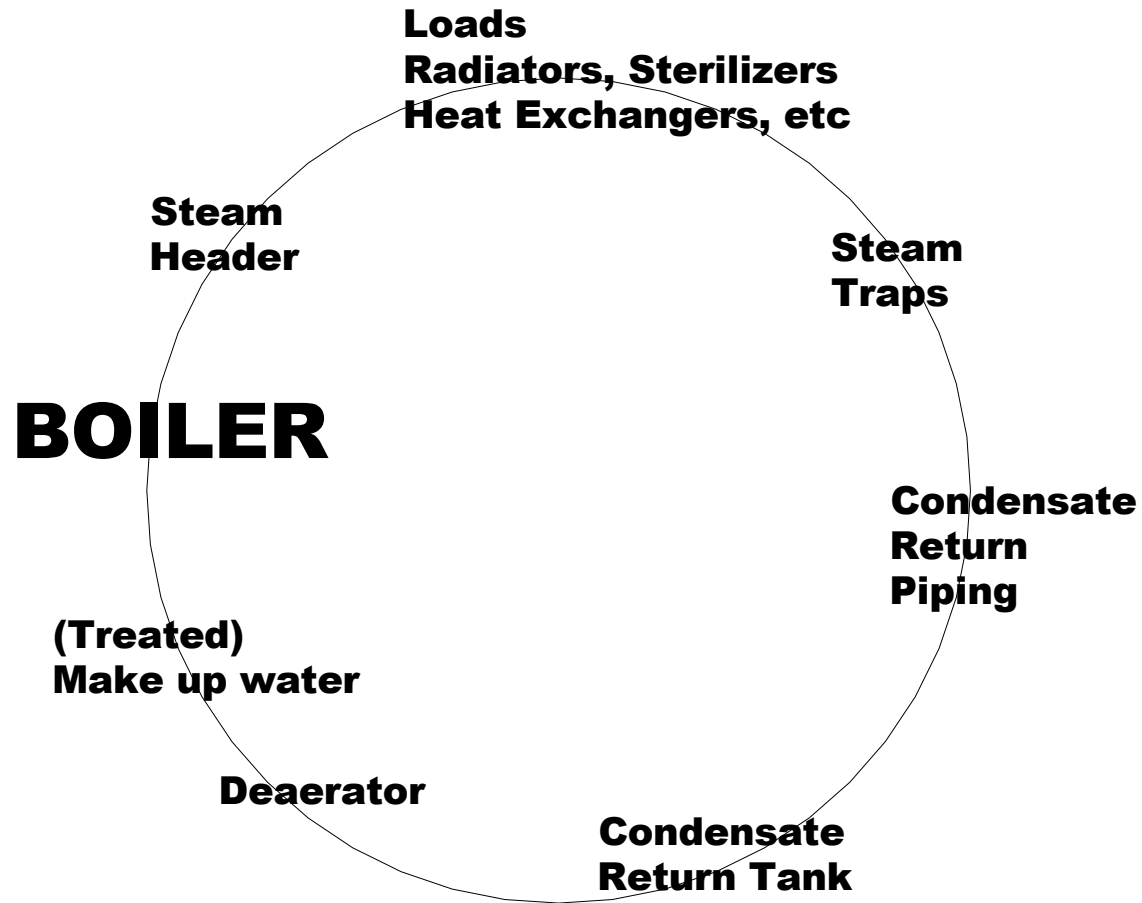 Loads
Radiators, Sterilizers
Heat Exchangers, etc
Steam
Header
Steam
Traps
BOILER
Condensate
Return
Piping
(Treated)
Make up water
Deaerator
Condensate
Return Tank